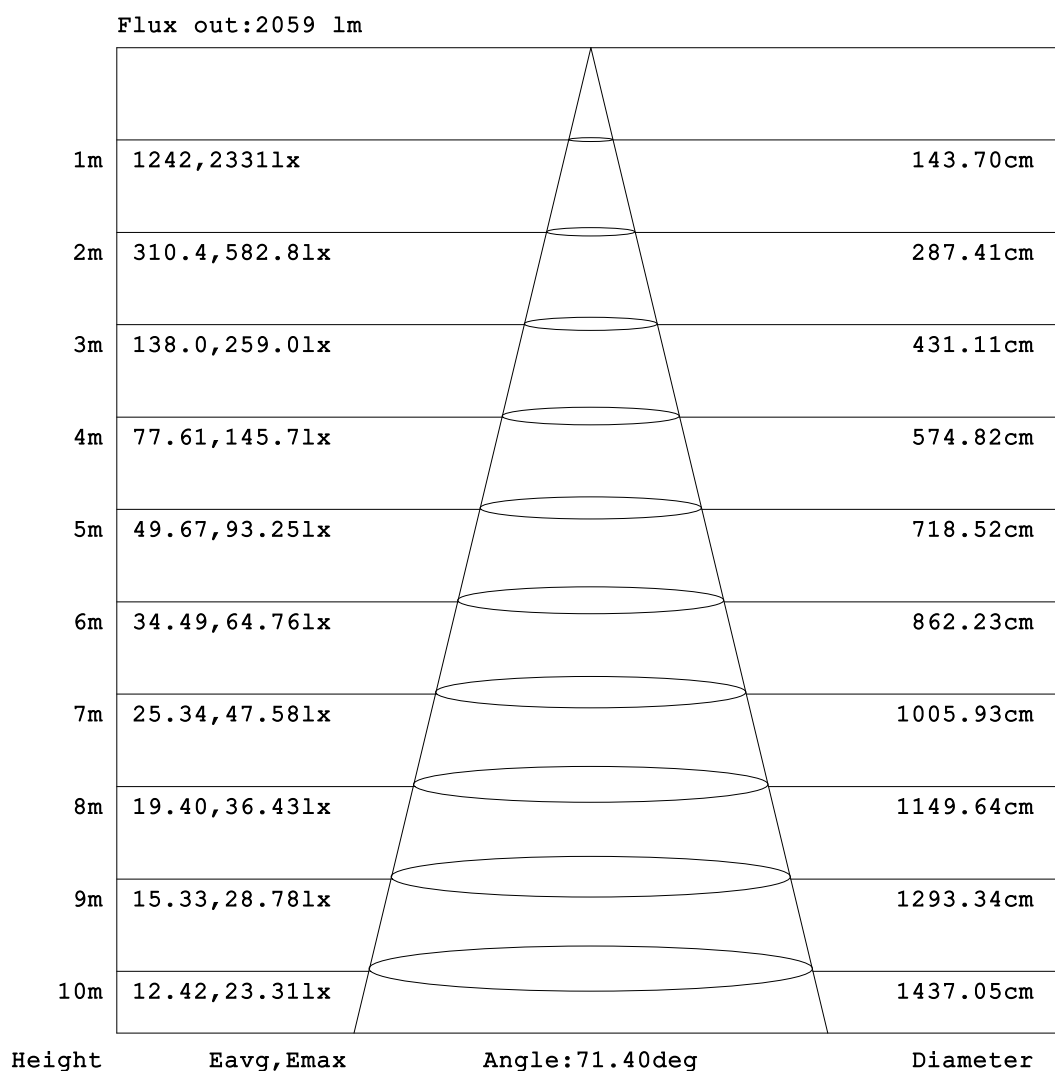 Flux out:2059 lm
1m 1242,2331lx 143.70cm
2m 310.4,582.8lx 287.41cm
3m 138.0,259.0lx 431.11cm
4m 77.61,145.7lx 574.82cm
5m 49.67,93.25lx 718.52cm
6m 34.49,64.76lx 862.23cm
7m 25.34,47.58lx 1005.93cm
8m 19.40,36.43lx 1149.64cm
9m 15.33,28.78lx 1293.34cm
10m 12.42,23.31lx 1437.05cm
Height Eavg,Emax Angle:71.40deg Diameter